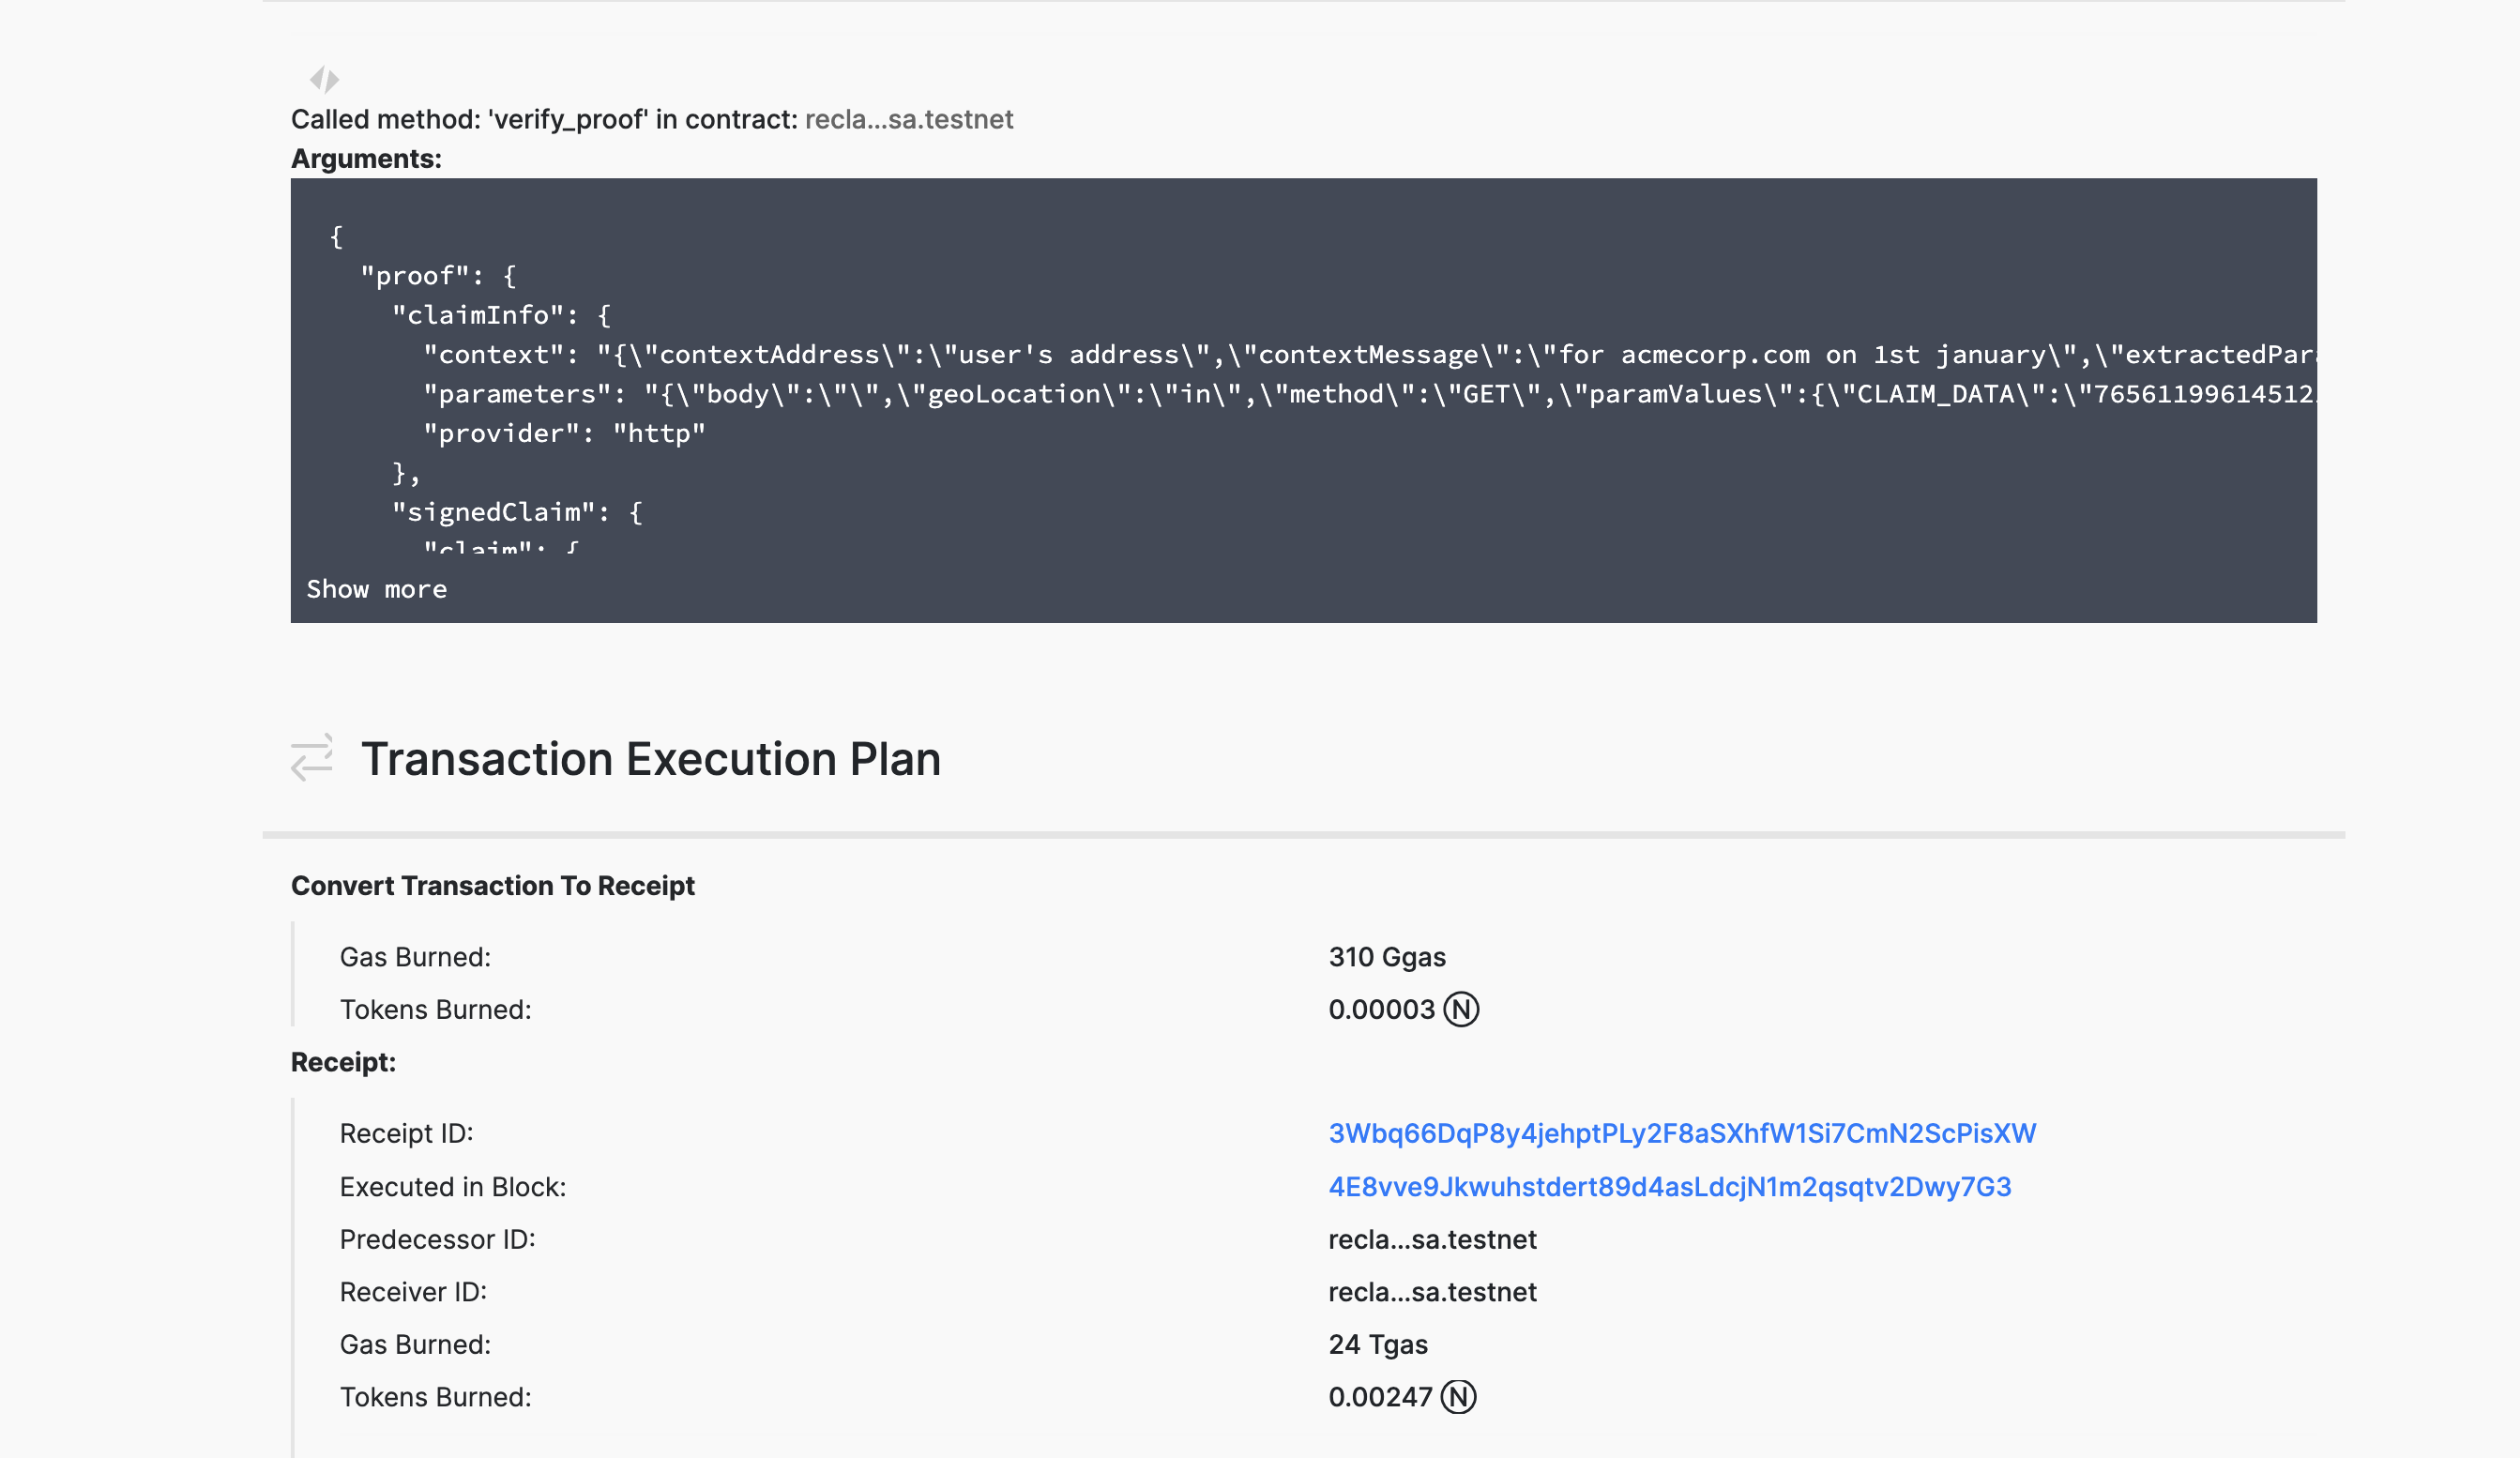 Called method: 'verify_proof' in contract: recla...sa.testnet
Arguments:
{
"proof": {
"claimInfo": {
"context": "{\"contextAddress\":\"user's address\",\"contextMessage\":\"for acmecorp.com on 1st january\",\"extractedPar
"parameters": "{\"body\":\"\",\"geoLocation\":\"in\",\"method\":\"GET\",\"paramValues\":{\"CLAIM_DATA\":\"76561199614512
"provider": "http"
},
"signedClaim": {
"claim": {
Show more
Transaction Execution Plan
Convert Transaction To Receipt
Gas Burned: 310 Ggas
Tokens Burned: 0.00003 Ⓝ
Receipt:
Receipt ID: 3Wbq66DqP8y4jehptPLy2F8aSXhfW1Si7CmN2ScPisXW
Executed in Block: 4E8vve9Jkwuhstdert89d4asLdcjN1m2qsqtv2Dwy7G3
Predecessor ID: recla...sa.testnet
Receiver ID: recla...sa.testnet
Gas Burned: 24 Tgas
Tokens Burned: 0.00247 Ⓝ